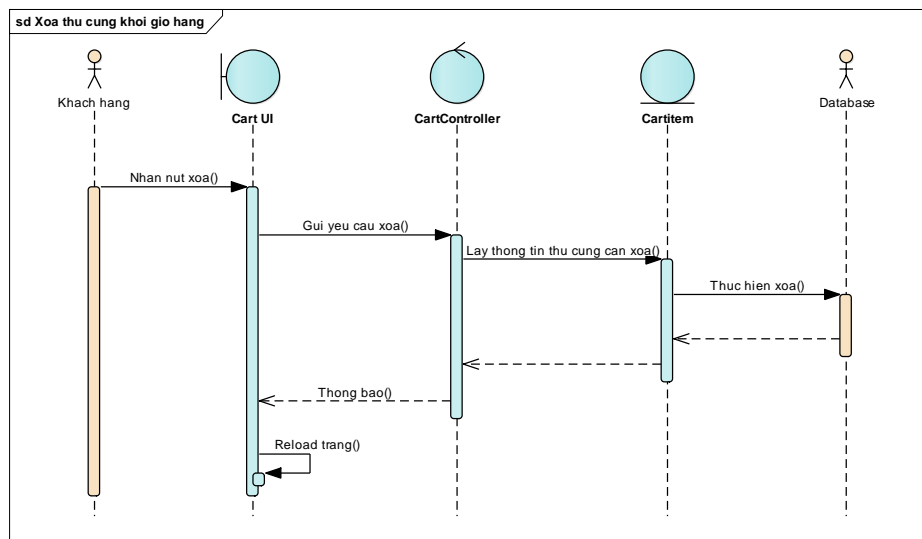 sd Xoa thu cung khoi gio hang
Khach hang
Cart UI
CartController
Cartitem
Database
Nhan nut xoa()
Gui yeu cau xoa()
Lay thong tin thu cung can xoa()
Thuc hien xoa()
Thong bao()
Reload trang()